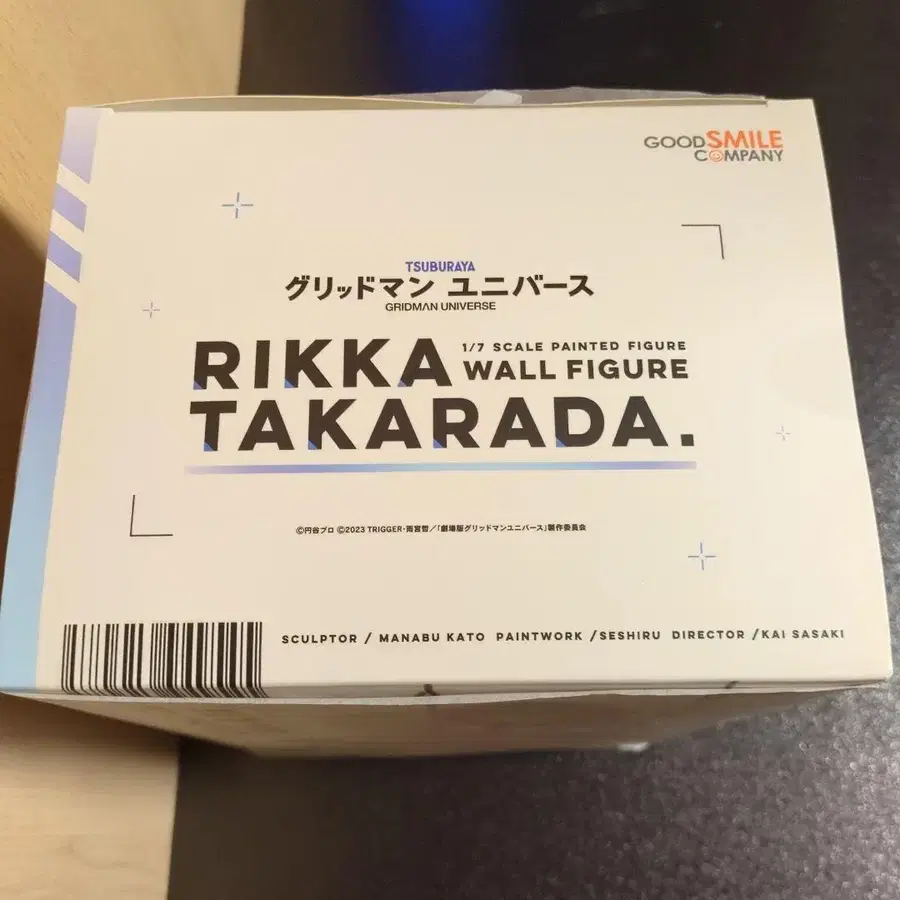 GOODSMILE
COMPANY
TSUBURAYA
グリッドマン ユニバース
GRIDMAN UNIVERSE
RIKKA
1/7 SCALE PAINTED FIGURE
WALL FIGURE
TAKARADA.
©円谷プロ ©2023 TRIGGER・雨宮哲／「劇場版グリッドマンユニバース」製作委員会
SCULPTOR / MANABU KATO PAINTWORK /SESHIRU DIRECTOR /KAI SASAKI